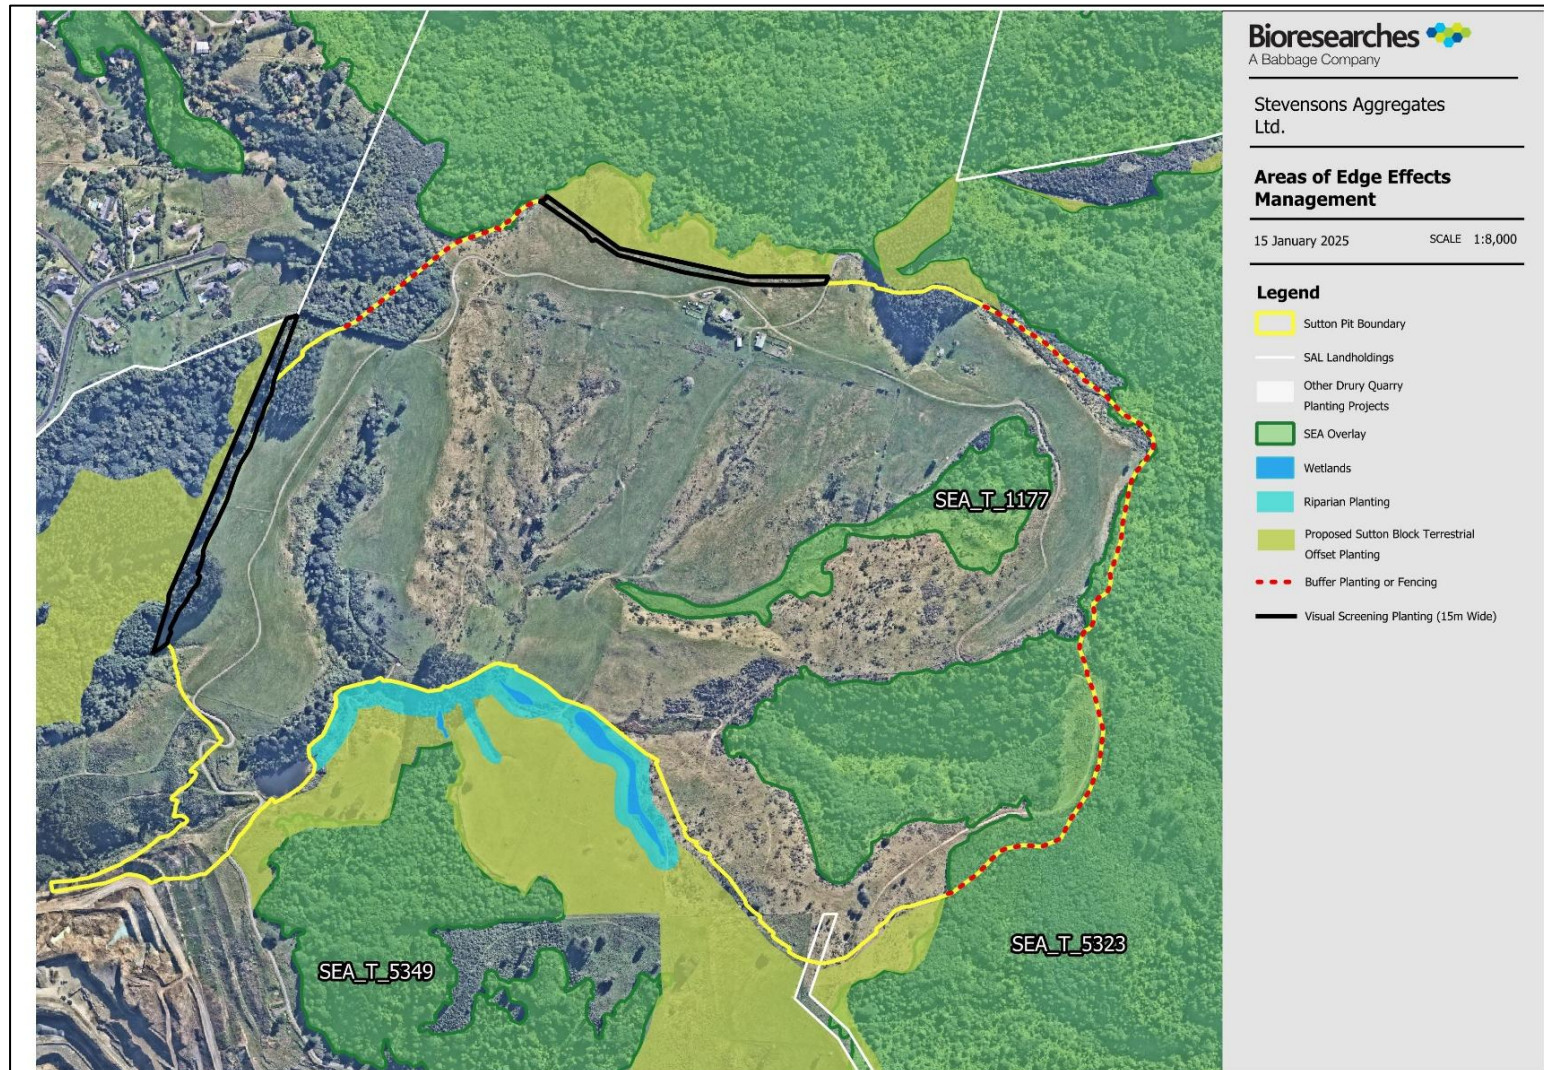 Bioresearches
A Babbage Company
Stevensons Aggregates
Ltd.
Areas of Edge Effects
Management
15 January 2025 SCALE 1:8,000
Legend
Sutton Pit Boundary
SAL Landholdings
Other Drury Quarry
Planting Projects
SEA Overlay
Wetlands
Riparian Planting
Proposed Sutton Block Terrestrial
Offset Planting
Buffer Planting or Fencing
Visual Screening Planting (15m Wide)
SEA_T_1177
SEA_T_5323
SEA_T_5349